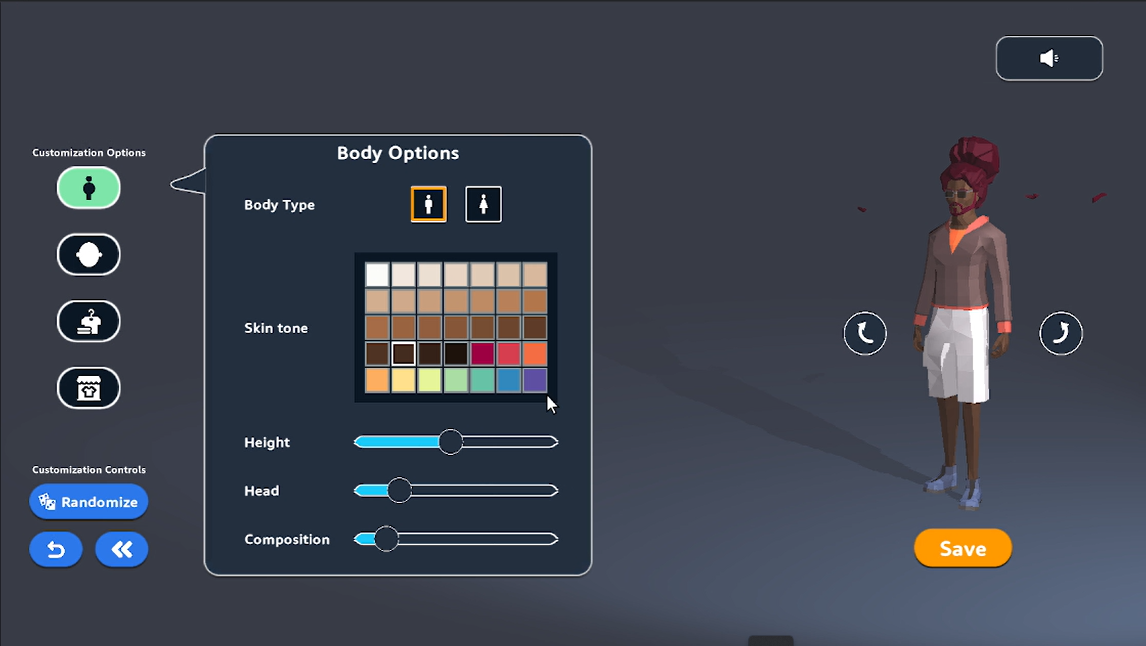 Customization Options
Body Options
Body Type
Skin tone
Height
Head
Composition
Customization Controls
Randomize
Save